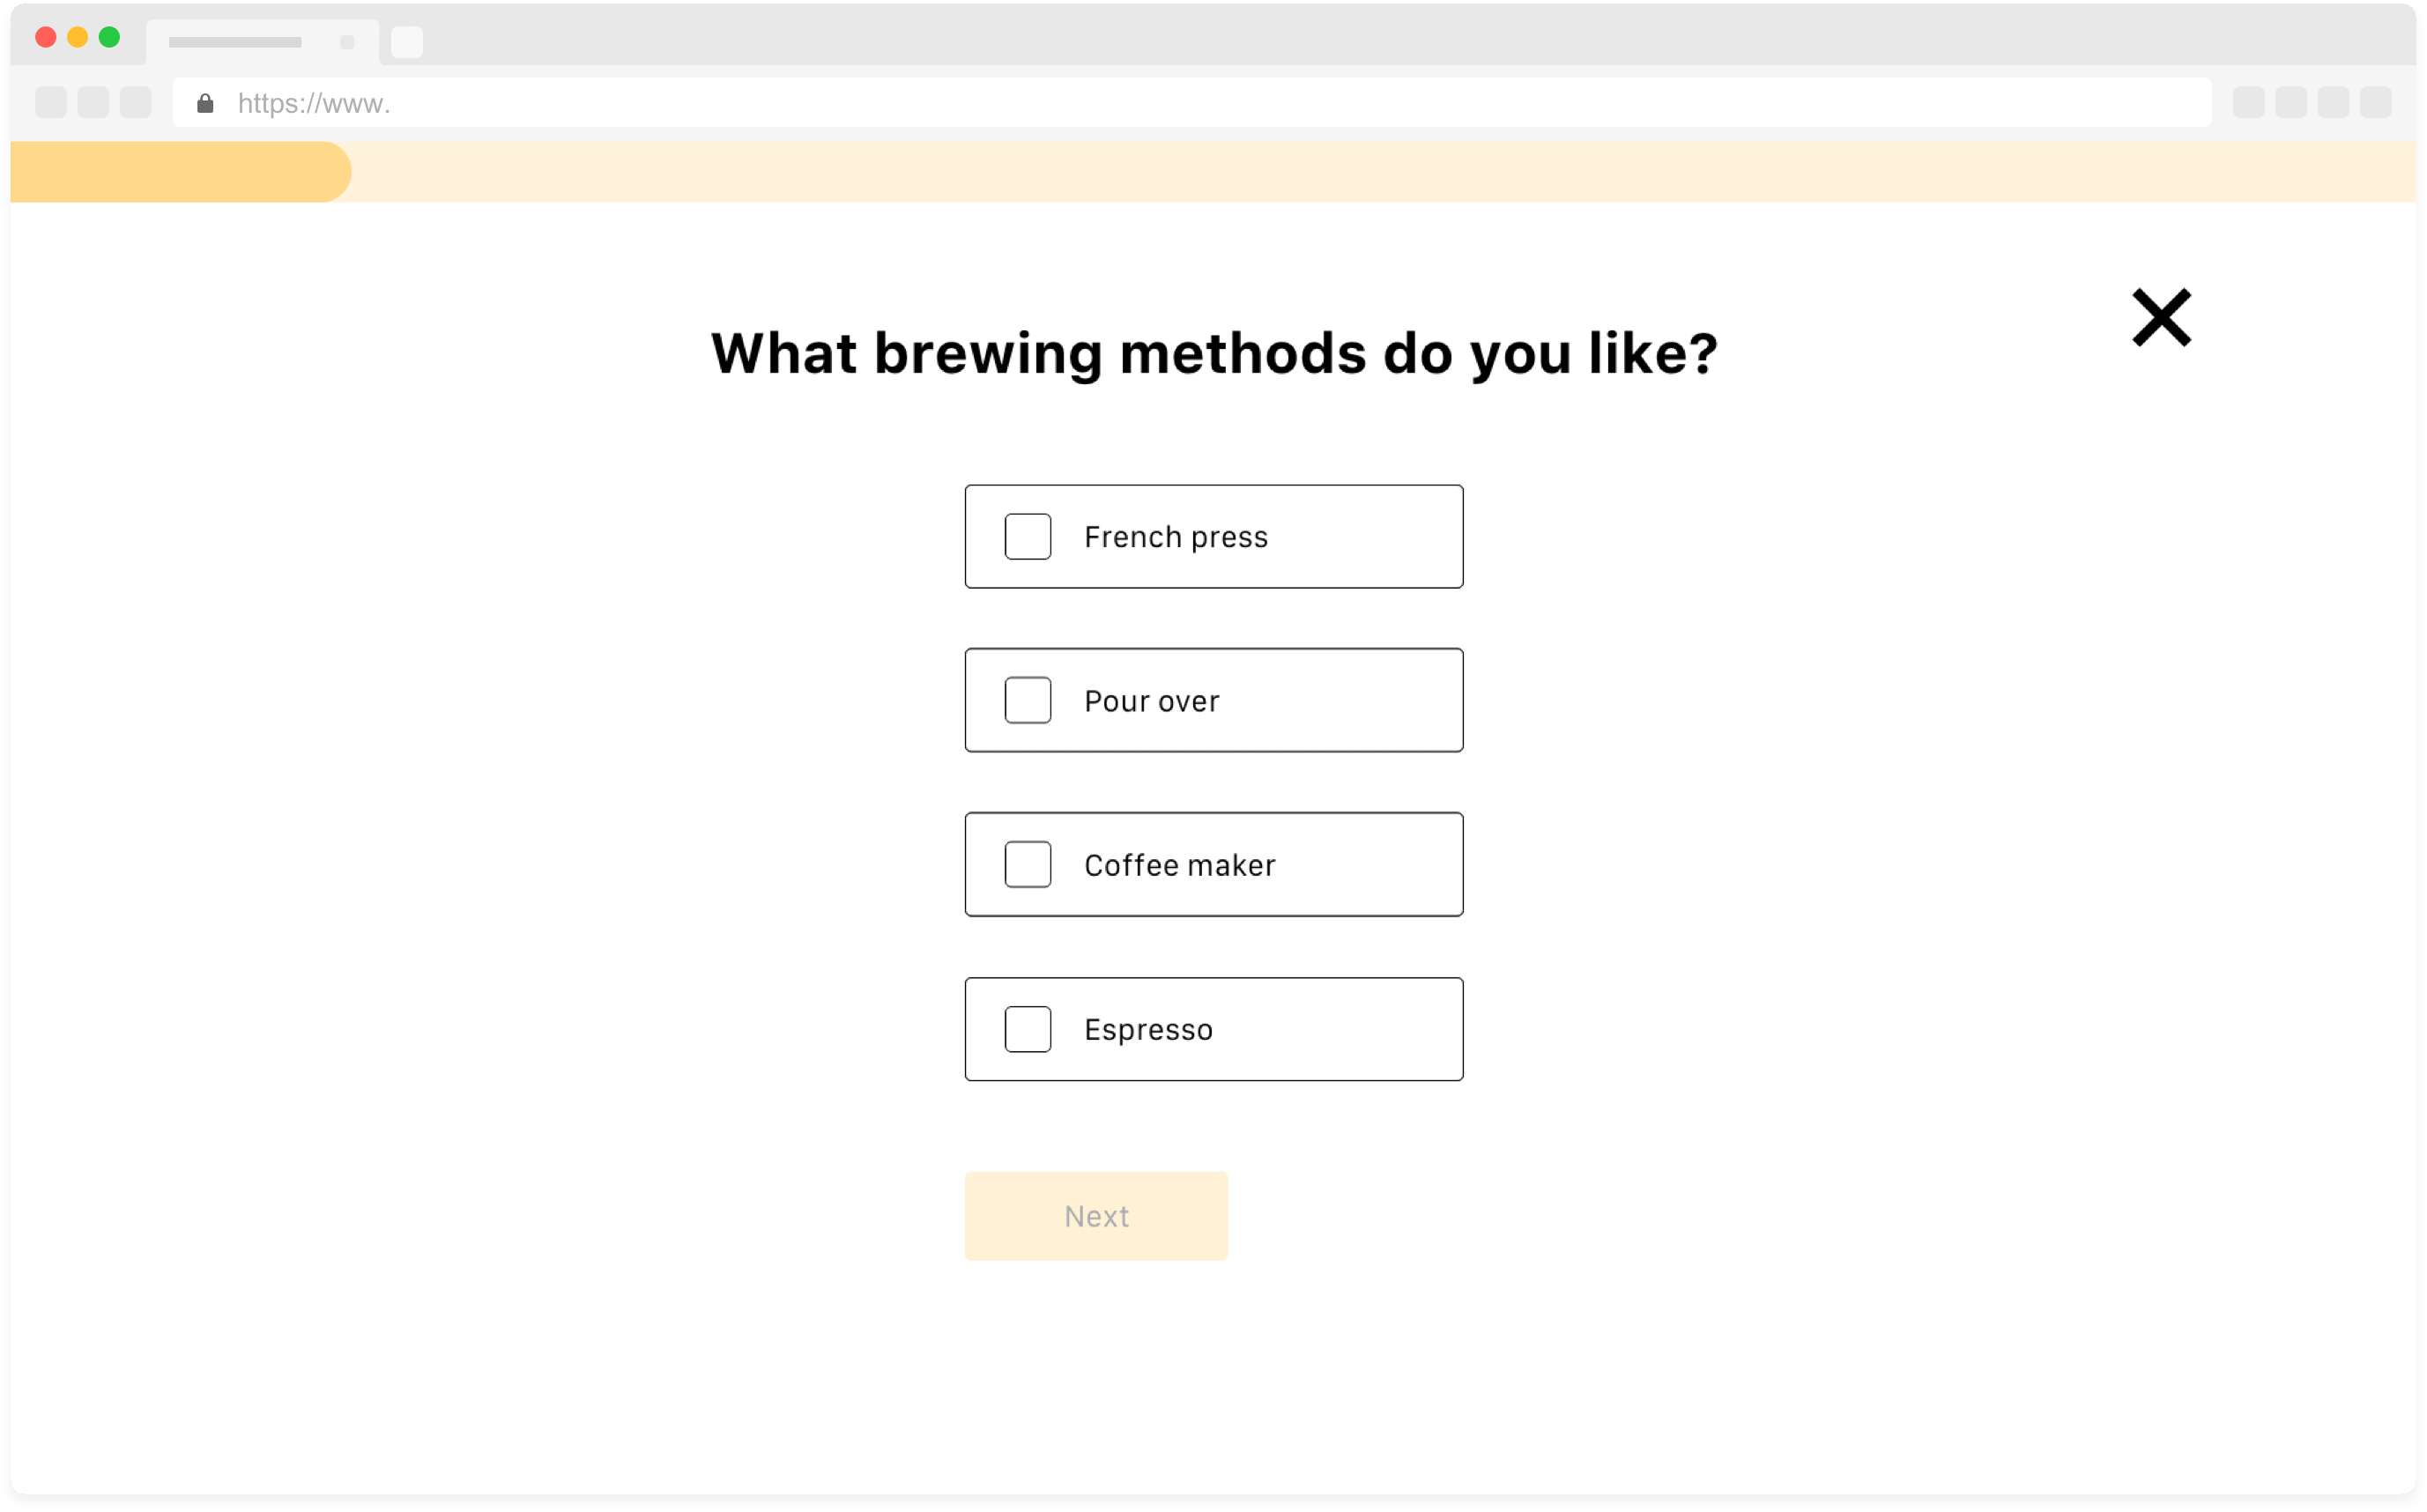 https://www.
What brewing methods do you like?
French press
Pour over
Coffee maker
Espresso
Next